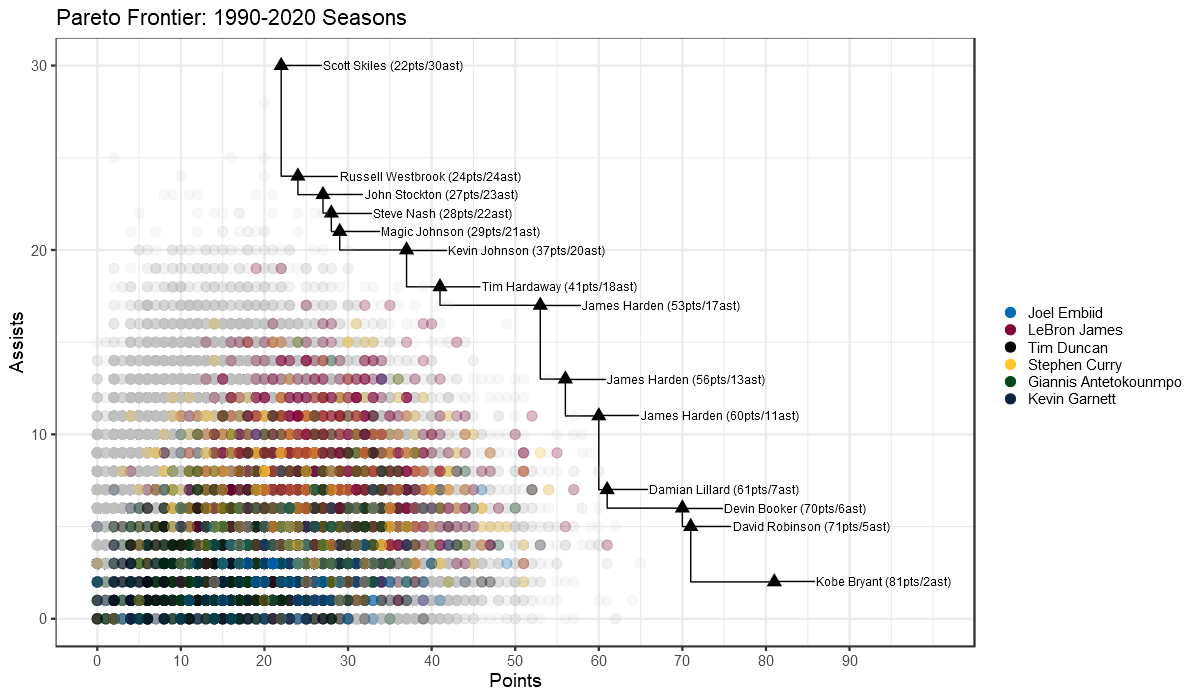 Pareto Frontier: 1990-2020 Seasons
30
Scott Skiles (22pts/30ast)
Russell Westbrook (24pts/24ast)
John Stockton (27pts/23ast)
Steve Nash (28pts/22ast)
Magic Johnson (29pts/21ast)
20
Kevin Johnson (37pts/20ast)
Tim Hardaway (41pts/18ast)
James Harden (53pts/17ast)
James Harden (56pts/13ast)
James Harden (60pts/11ast)
10
Damian Lillard (61pts/7ast)
Devin Booker (70pts/6ast)
David Robinson (71pts/5ast)
Kobe Bryant (81pts/2ast)
0
Assists
0 10 20 30 40 50 60 70 80 90
Points
Joel Embiid
LeBron James
Tim Duncan
Stephen Curry
Giannis Antetokounmpo
Kevin Garnett